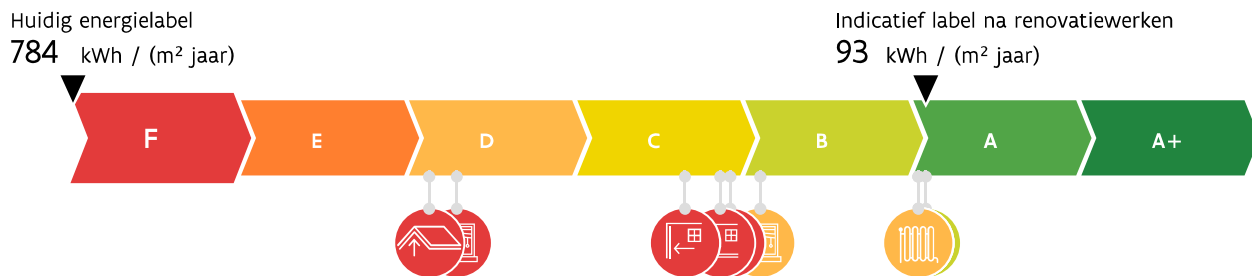 Huidig energielabel
784 kWh / (m² jaar)
Indicatief label na renovatiewerken
93 kWh / (m² jaar)
F E D C B A A+